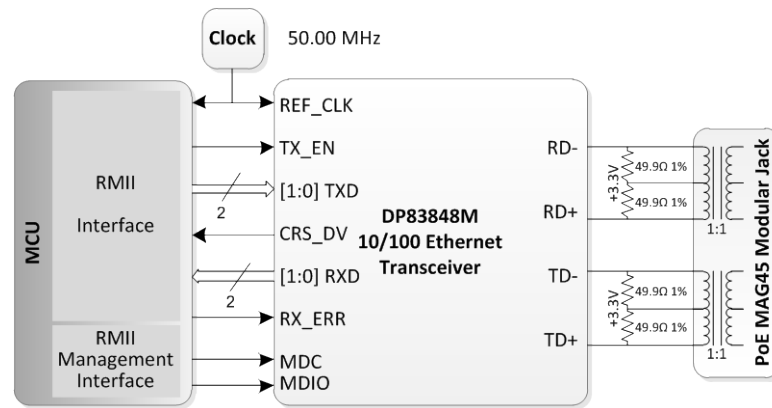 Clock
50.00 MHz
MCU
RMII
Interface
RMII
Management
Interface
2
2
REF_CLK
TX_EN
[1:0] TXD
CRS_DV
[1:0] RXD
RX_ERR
MDC
MDIO
DP83848M
10/100 Ethernet
Transceiver
RD-
RD+
TD-
TD+
+3.3V
49.9Ω 1%
49.9Ω 1%
1:1
+3.3V
49.9Ω 1%
49.9Ω 1%
1:1
PoE MAG45 Modular Jack